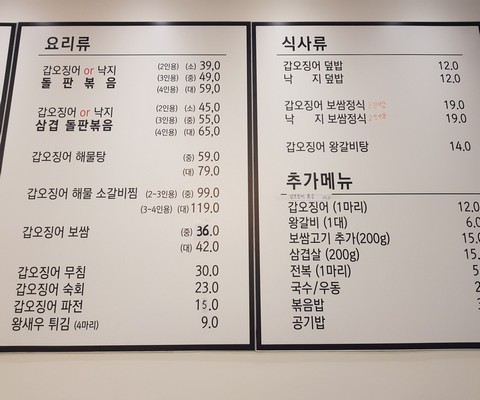 요리류
갑오징어 or 낙지 (2인용) (소) 39,0
돌 판 볶 음 (3인용) (중) 49,0
(4인용) (대) 59,0
갑오징어 or 낙지 (2인용) (소) 45,0
삼겹 돌판볶음 (3인용) (중) 55,0
(4인용) (대) 65,0
갑오징어 해물탕 (중) 59.0
(대) 79.0
갑오징어 해물 소갈비찜 (2~3인용) (중) 99.0
(3~4인용) (대) 119.0
갑오징어 보쌈 (중) 36.0
(대) 42.0
갑오징어 무침 30.0
갑오징어 숙회 23.0
갑오징어 파전 15.0
왕새우 튀김 (4마리) 9.0
식사류
갑오징어 덮밥 12.0
낙 지 덮밥 12.0
갑오징어 보쌈정식 19.0
낙 지 보쌈정식 19.0
갑오징어 왕갈비탕 14.0
추가메뉴
갑오징어 (1마리) 12.0
왕갈비 (1대) 6.0
보쌈고기 추가(200g) 15.0
삼겹살 (200g) 15.
전복 (1마리) 5
국수/우동 2
볶음밥
공기밥